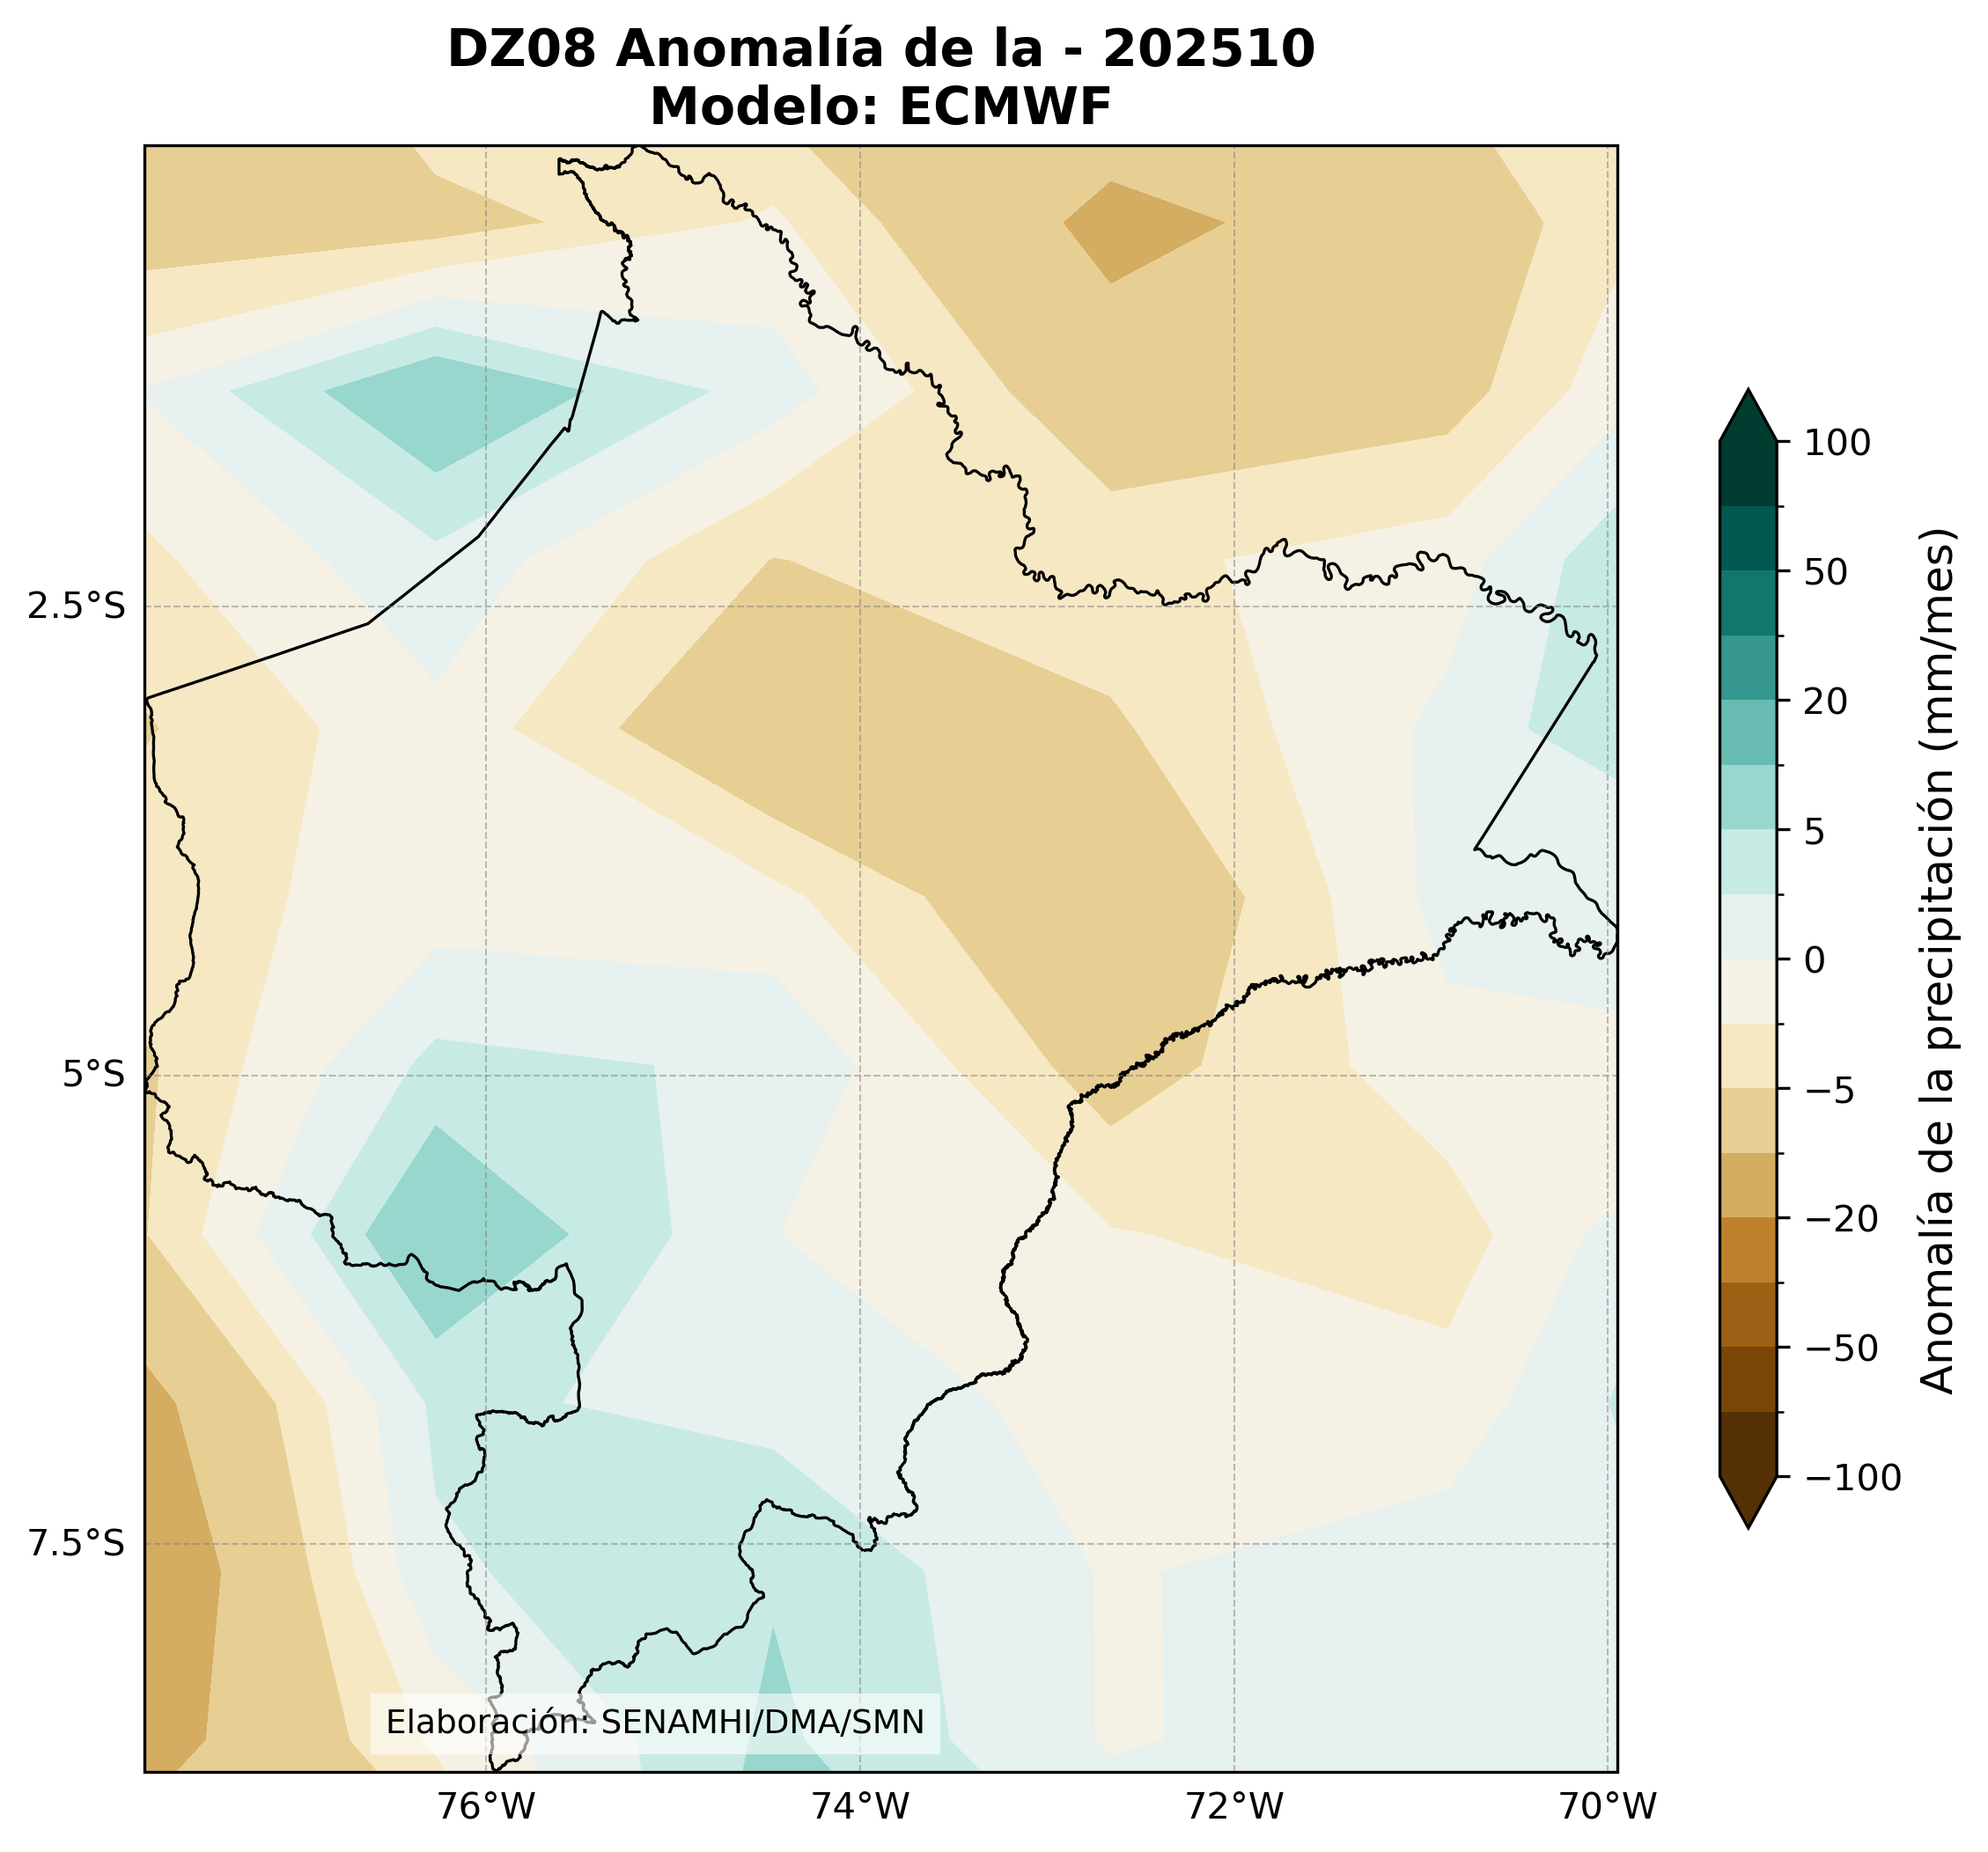 DZ08 Anomalía de la - 202510
Modelo: ECMWF
2.5°S
5°S
7.5°S
76°W
74°W
72°W
70°W
Elaboración: SENAMHI/DMA/SMN
100
50
20
5
0
−5
−20
−50
−100
Anomalía de la precipitación (mm/mes)